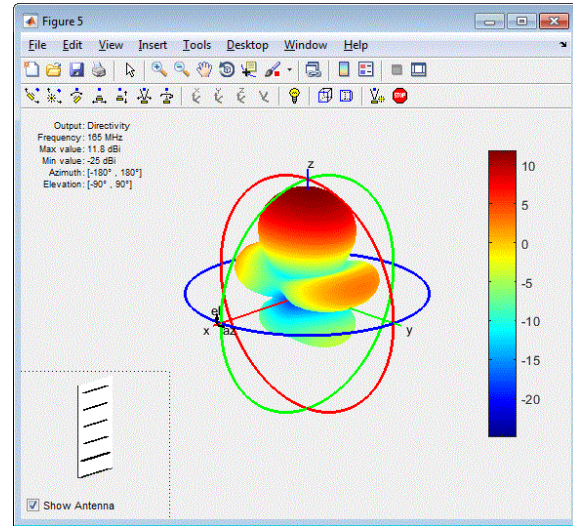 Figure 5
File Edit View Insert Tools Desktop Window Help
Output: Directivity
Frequency: 165 MHz
Max value: 11.8 dBi
Min value: -25 dBi
Azimuth: [-180° , 180°]
Elevation: [-90° , 90°]
z
10
5
0
-5
-10
-15
-20
el
x az
y
Show Antenna
STOP